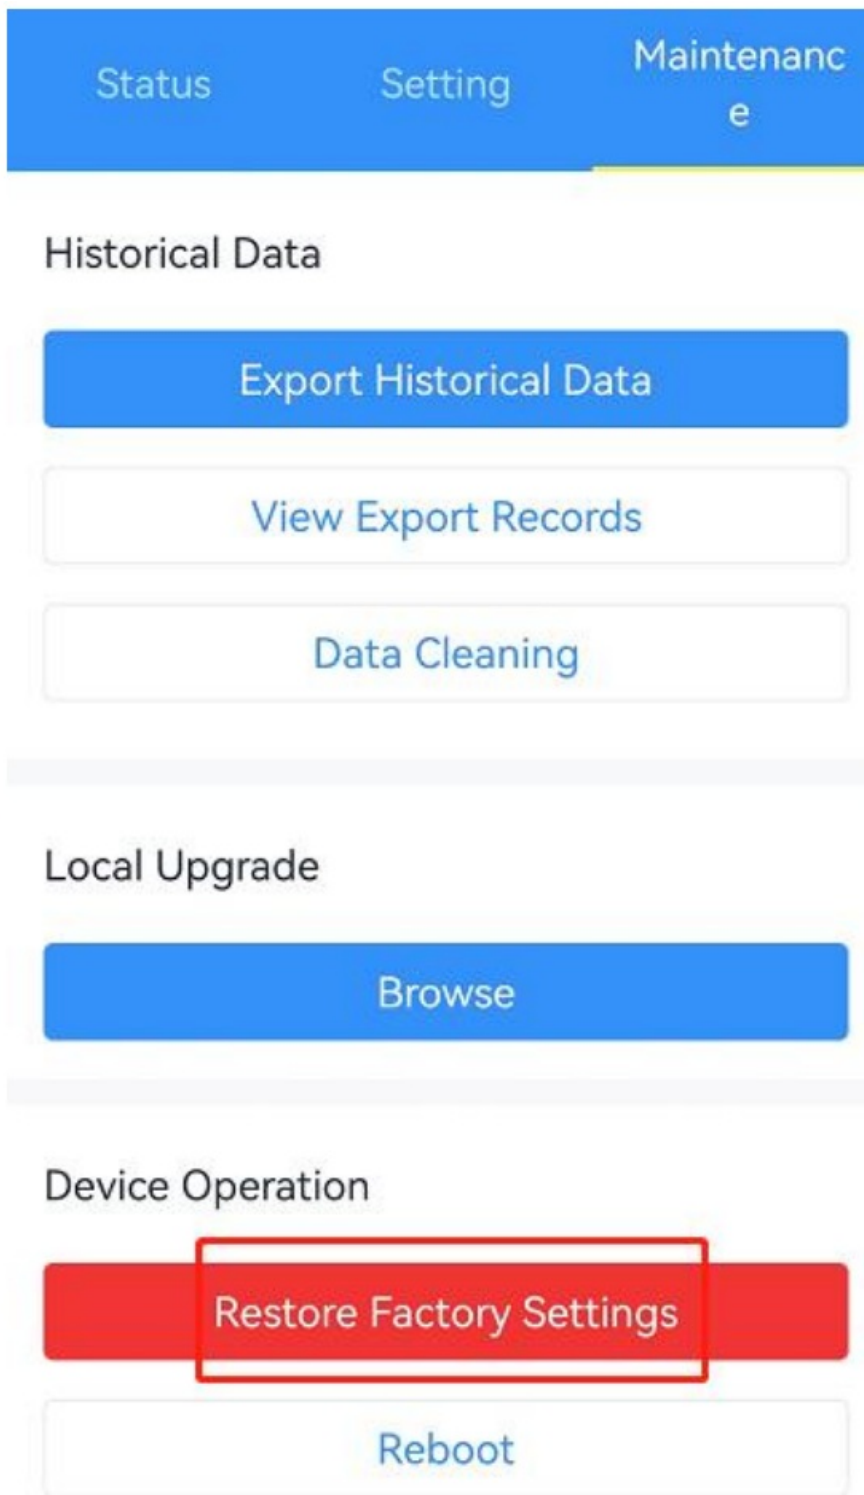 Status
Setting
Maintenanc
e
Historical Data
Export Historical Data
View Export Records
Data Cleaning
Local Upgrade
Browse
Device Operation
Restore Factory Settings
Reboot